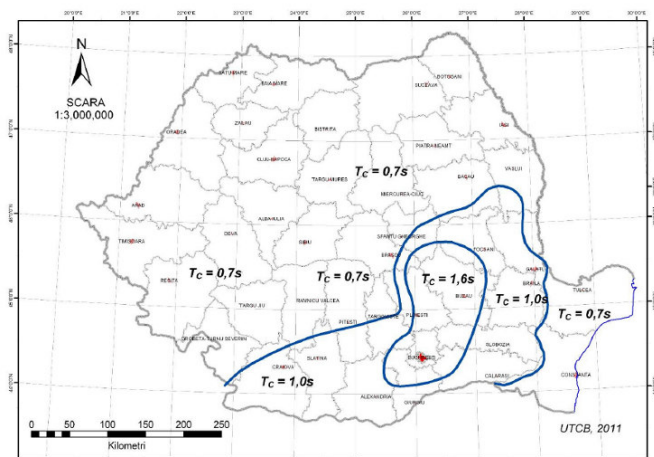 N
SCARA
1:3,000,000
SATU MARE
BAIA MARE
BOTOSANI
SUCEAVA
ZALAU
ORADEA
BISTRITA
IASI
PIATRA NEAMT
CLUJ-NAPOCA
TARGU MURES
T_C = 0,7s
BACAU
VASLUI
MIERCUREA-CIUC
ARAD
ALBA-IULIA
TIMISOARA
DEVA
SIBIU
SFANTU GHEORGHE
BRASOV
FOCSANI
GALATI
T_C = 0,7s
T_C = 0,7s
T_C = 1,6s
RESITA
BRAILA
TULCEA
TARGU JIU
RAMNICU VALCEA
BUZAU
T_C = 1,0s
T_C = 0,7s
PITESTI
TARGOVISTE
PLOIESTI
DROBETA-TURNU SEVERIN
SLOBOZIA
SLATINA
CRAIOVA
BUCURESTI
T_C = 1,0s
CALARASI
CONSTANTA
ALEXANDRIA
GIURGIU
UTCB, 2011
0 25 50 100 150 200 250
Kilometri